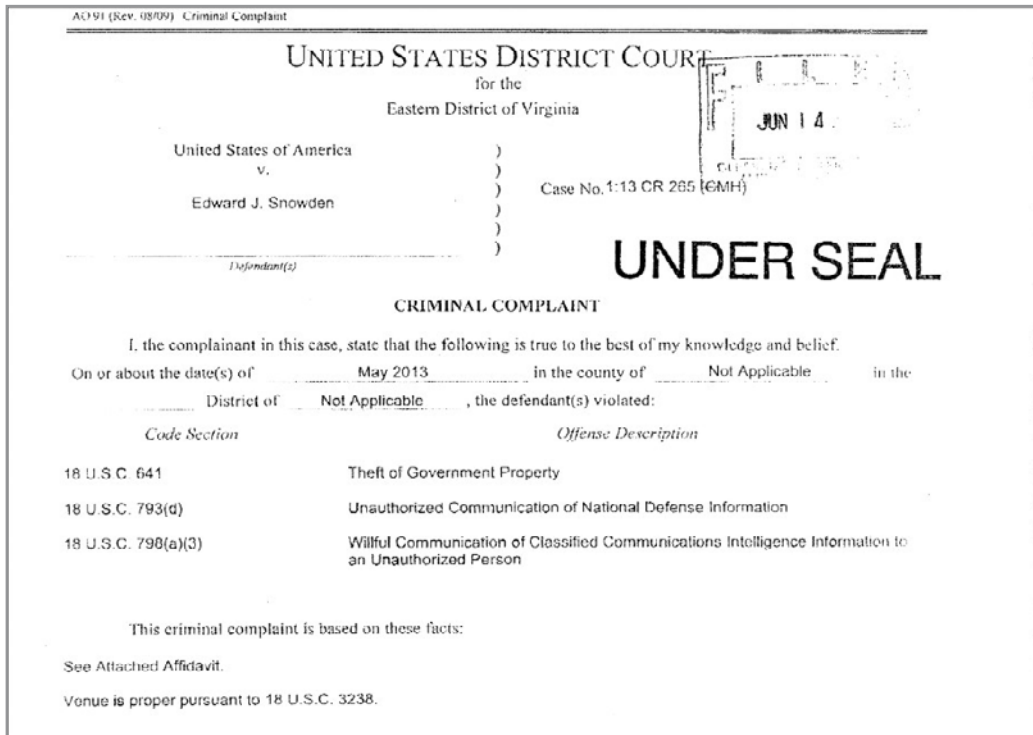 AO 91 (Rev. 08/09) Criminal Complaint
UNITED STATES DISTRICT COURT
for the
Eastern District of Virginia
JUN 14
United States of America
v.
Edward J. Snowden
Defendant(s)
)
)
)
)
)
)
Case No. 1:13 CR 265 (CMH)
UNDER SEAL
CRIMINAL COMPLAINT
I, the complainant in this case, state that the following is true to the best of my knowledge and belief.
On or about the date(s) of May 2013 in the county of Not Applicable in the
District of Not Applicable , the defendant(s) violated:
Code Section Offense Description
18 U.S.C. 641 Theft of Government Property
18 U.S.C. 793(d) Unauthorized Communication of National Defense Information
18 U.S.C. 798(a)(3) Willful Communication of Classified Communications Intelligence Information to
an Unauthorized Person
This criminal complaint is based on these facts:
See Attached Affidavit.
Venue is proper pursuant to 18 U.S.C. 3238.